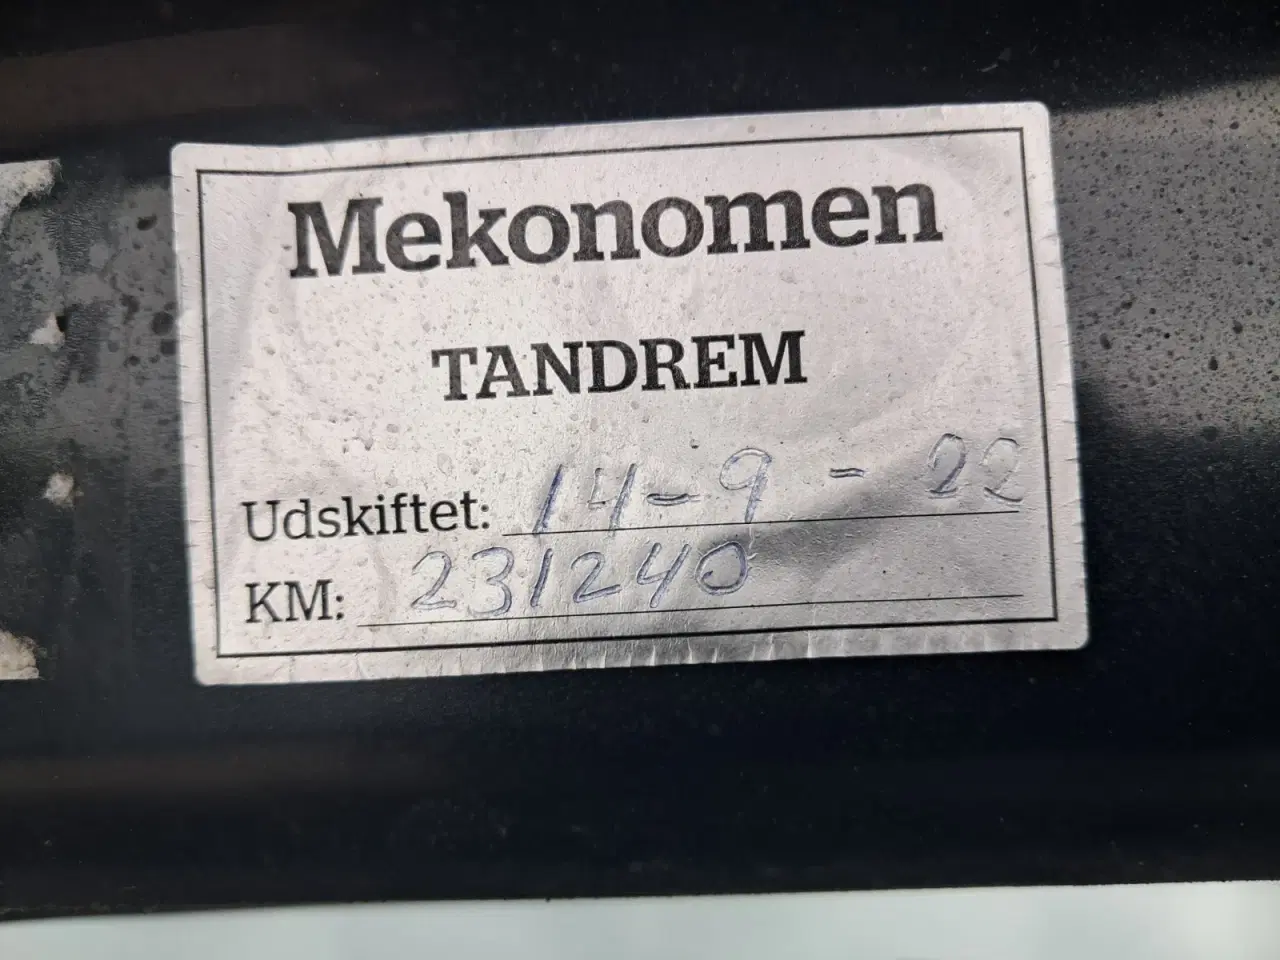 Mekonomen
TANDREM
Udskiftet: 14-9-22
KM: 231240